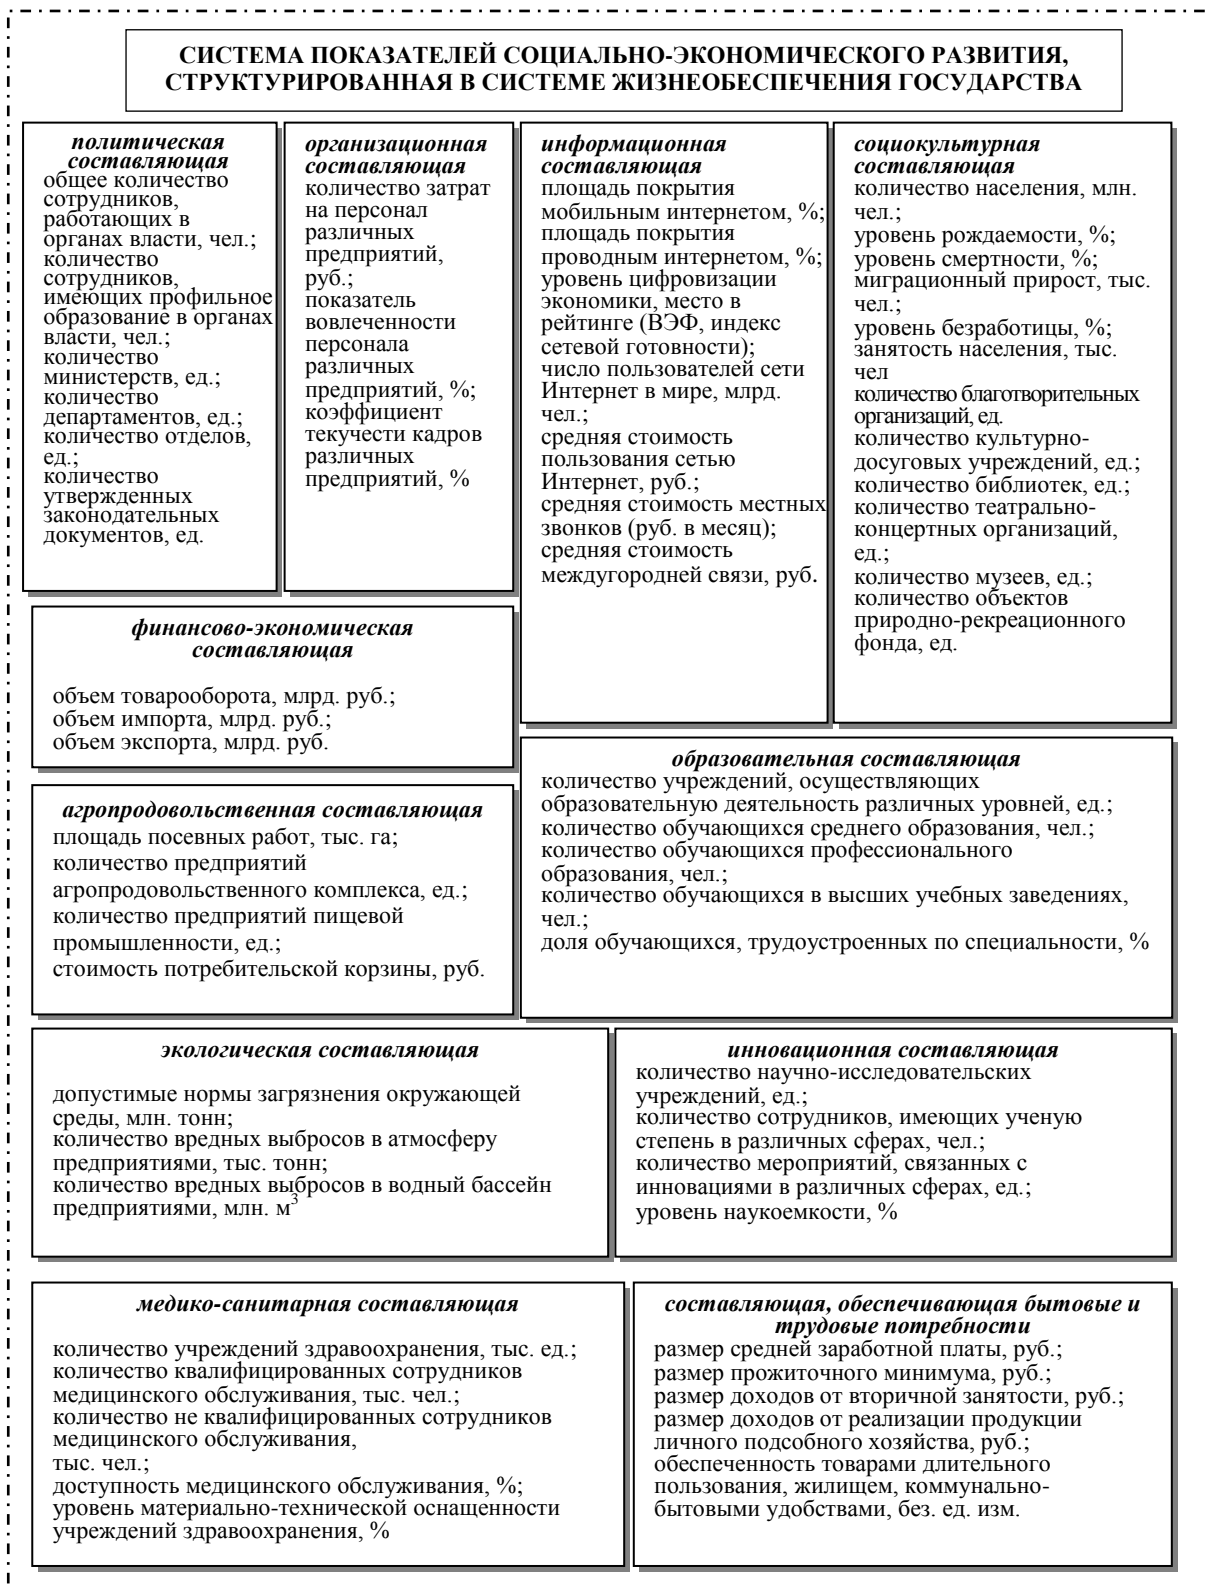 СИСТЕМА ПОКАЗАТЕЛЕЙ СОЦИАЛЬНО-ЭКОНОМИЧЕСКОГО РАЗВИТИЯ,
СТРУКТУРИРОВАННАЯ В СИСТЕМЕ ЖИЗНЕОБЕСПЕЧЕНИЯ ГОСУДАРСТВА
политическая
составляющая
общее количество
сотрудников,
работающих в
органах власти, чел.;
количество
сотрудников,
имеющих профильное
образование в органах
власти, чел.;
количество
министерств, ед.;
количество
департаментов, ед.;
количество отделов,
ед.;
количество
утвержденных
законодательных
документов, ед.
организационная
составляющая
количество затрат
на персонал
различных
предприятий,
руб.;
показатель
вовлеченности
персонала
различных
предприятий, %;
коэффициент
текучести кадров
различных
предприятий, %
информационная
составляющая
площадь покрытия
мобильным интернетом, %;
площадь покрытия
проводным интернетом, %;
уровень цифровизации
экономики, место в
рейтинге (ВЭФ, индекс
сетевой готовности);
число пользователей сети
Интернет в мире, млрд.
чел.;
средняя стоимость
пользования сетью
Интернет, руб.;
средняя стоимость местных
звонков (руб. в месяц);
средняя стоимость
междугородней связи, руб.
социокультурная
составляющая
количество населения, млн.
чел.;
уровень рождаемости, %;
уровень смертности, %;
миграционный прирост, тыс.
чел.;
уровень безработицы, %;
занятость населения, тыс.
чел
количество благотворительных
организаций, ед.
количество культурно-
досуговых учреждений, ед.;
количество библиотек, ед.;
количество театрально-
концертных организаций,
ед.;
количество музеев, ед.;
количество объектов
природно-рекреационного
фонда, ед.
финансово-экономическая
составляющая
объем товарооборота, млрд. руб.;
объем импорта, млрд. руб.;
объем экспорта, млрд. руб.
образовательная составляющая
количество учреждений, осуществляющих
образовательную деятельность различных уровней, ед.;
количество обучающихся среднего образования, чел.;
количество обучающихся профессионального
образования, чел.;
количество обучающихся в высших учебных заведениях,
чел.;
доля обучающихся, трудоустроенных по специальности, %
агропродовольственная составляющая
площадь посевных работ, тыс. га;
количество предприятий
агропродовольственного комплекса, ед.;
количество предприятий пищевой
промышленности, ед.;
стоимость потребительской корзины, руб.
экологическая составляющая
допустимые нормы загрязнения окружающей
среды, млн. тонн;
количество вредных выбросов в атмосферу
предприятиями, тыс. тонн;
количество вредных выбросов в водный бассейн
предприятиями, млн. м³
инновационная составляющая
количество научно-исследовательских
учреждений, ед.;
количество сотрудников, имеющих ученую
степень в различных сферах, чел.;
количество мероприятий, связанных с
инновациями в различных сферах, ед.;
уровень наукоемкости, %
медико-санитарная составляющая
количество учреждений здравоохранения, тыс. ед.;
количество квалифицированных сотрудников
медицинского обслуживания, тыс. чел.;
количество не квалифицированных сотрудников
медицинского обслуживания,
тыс. чел.;
доступность медицинского обслуживания, %;
уровень материально-технической оснащенности
учреждений здравоохранения, %
составляющая, обеспечивающая бытовые и
трудовые потребности
размер средней заработной платы, руб.;
размер прожиточного минимума, руб.;
размер доходов от вторичной занятости, руб.;
размер доходов от реализации продукции
личного подсобного хозяйства, руб.;
обеспеченность товарами длительного
пользования, жилищем, коммунально-
бытовыми удобствами, без. ед. изм.